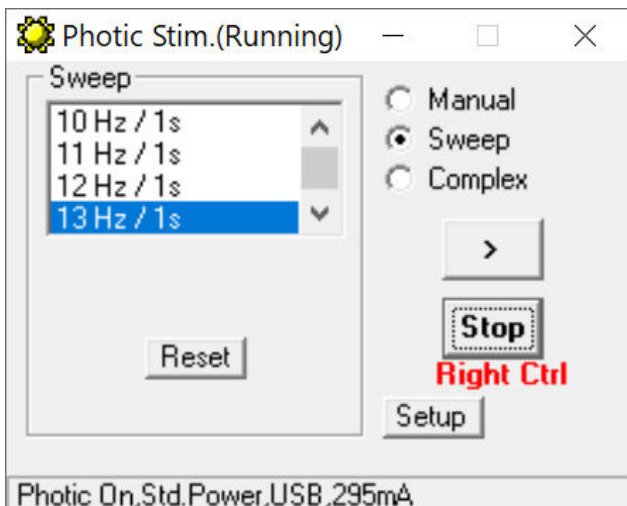 Photic Stim.(Running)
Sweep
10 Hz / 1s
11 Hz / 1s
12 Hz / 1s
13 Hz / 1s
Reset
Manual
Sweep
Complex
>
Stop
Right Ctrl
Setup
Photic On,Std.Power,USB,295mA